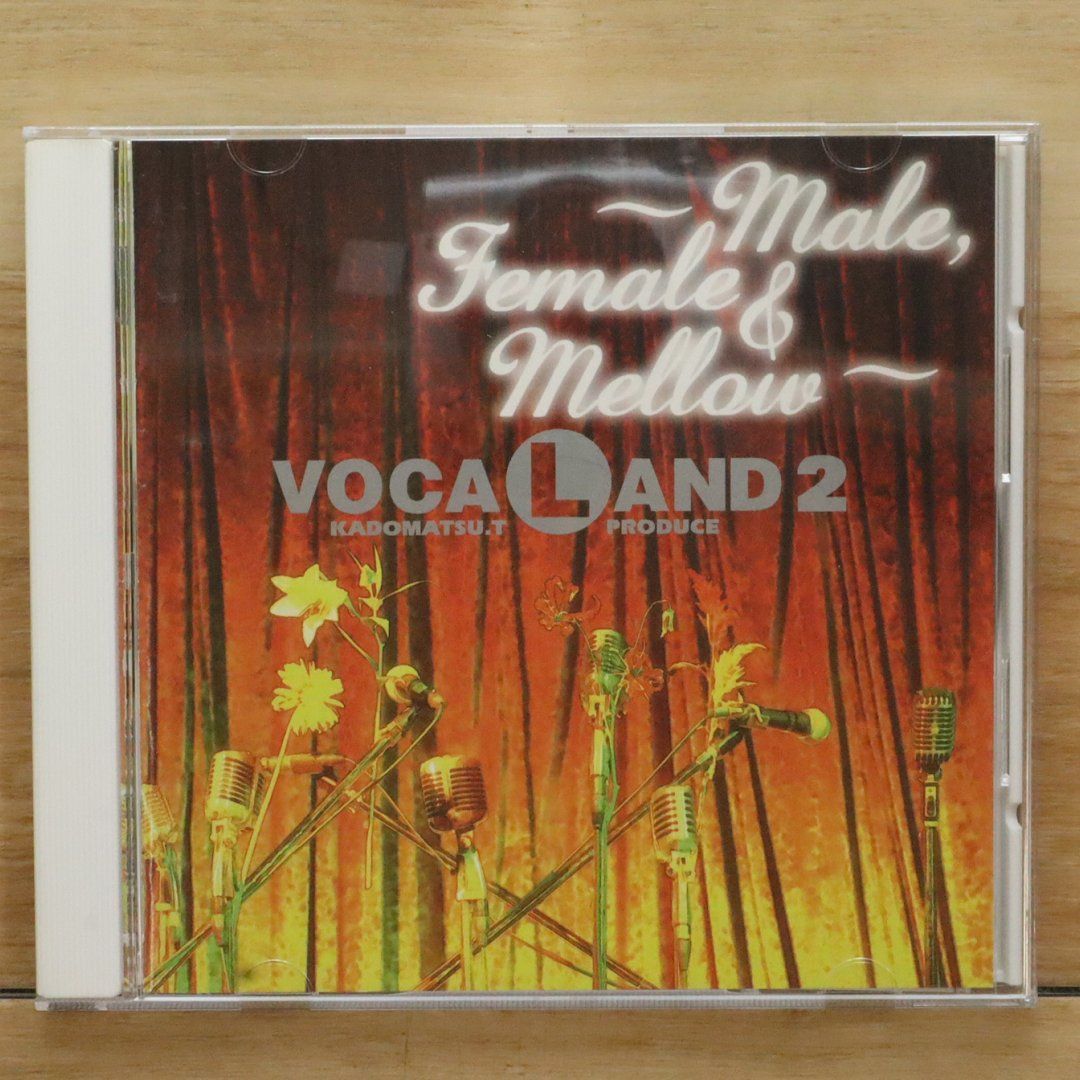 ～Male,
Female &
Mellow～
VOCALAND 2
KADOMATSU.T PRODUCE